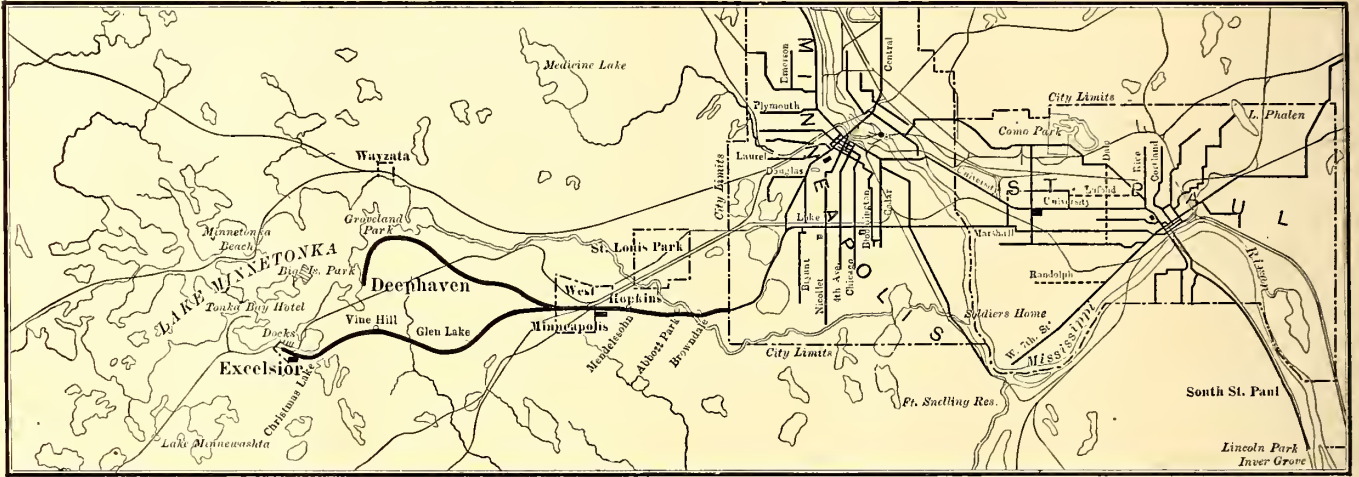 Medicine Lake
Emerson
Central
MINNEAPOLIS
Plymouth
City Limits
L. Phalen
Como Park
Wayzata
Laurel
Douglas
City Limits
Dale
Rice
Cortland
ST. PAUL
University
Groveland
Park
Minnetonka
Beach
LAKE MINNETONKA
Lake
Bloomington
Cedar
Marshall
St. Louis Park
Big Is. Park
Deephaven
Bryant
Nicollet
4th Ave.
Chicago
Randolph
River
Tonka Bay Hotel
West
Hopkins
Minneapolis
Vine Hill
Glen Lake
Docks
Soldiers Home
W. 7th. St.
Mississippi
Excelsior
Christmas Lake
Mendelssohn
Abbott Park
Browndale
City Limits
Ft. Snelling Res.
South St. Paul
Lake Minnewashta
Lincoln Park
Inver Grove